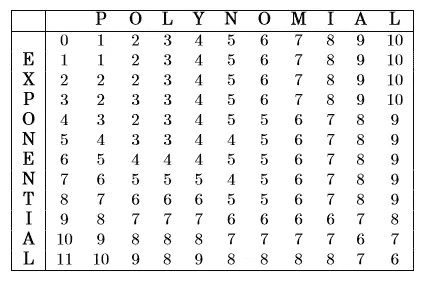 P O L Y N O M I A L
0 1 2 3 4 5 6 7 8 9 10
E 1 1 2 3 4 5 6 7 8 9 10
X 2 2 2 3 4 5 6 7 8 9 10
P 3 2 3 3 4 5 6 7 8 9 10
O 4 3 2 3 4 5 5 6 7 8 9
N 5 4 3 3 4 4 5 6 7 8 9
E 6 5 4 4 4 5 5 6 7 8 9
N 7 6 5 5 5 4 5 6 7 8 9
T 8 7 6 6 6 5 5 6 7 8 9
I 9 8 7 7 7 6 6 6 6 7 8
A 10 9 8 8 8 7 7 7 7 6 7
L 11 10 9 8 9 8 8 8 8 7 6